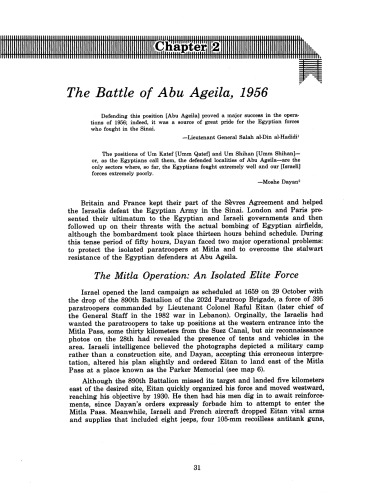 Chapter 2
The Battle of Abu Ageila, 1956
Defending this position [Abu Ageila] proved a major success in the opera-
tions of 1956; indeed, it was a source of great pride for the Egyptian forces
who fought in the Sinai.
—Lieutenant General Salah al-Din al-Hadidi¹
The positions of Um Katef [Umm Qatef] and Um Shihan [Umm Shihan]—
or, as the Egyptians call them, the defended localities of Abu Ageila—are the
only sectors where, so far, the Egyptians fought extremely well and our [Israeli]
forces extremely poorly.
—Moshe Dayan²
Britain and France kept their part of the Sèvres Agreement and helped
the Israelis defeat the Egyptian Army in the Sinai. London and Paris pre-
sented their ultimatum to the Egyptian and Israeli governments and then
followed up on their threats with the actual bombing of Egyptian airfields,
although the bombardment took place thirteen hours behind schedule. During
this tense period of fifty hours, Dayan faced two major operational problems:
to protect the isolated paratroopers at Mitla and to overcome the stalwart
resistance of the Egyptian defenders at Abu Ageila.
The Mitla Operation: An Isolated Elite Force
Israel opened the land campaign as scheduled at 1659 on 29 October with
the drop of the 890th Battalion of the 202d Paratroop Brigade, a force of 395
paratroopers commanded by Lieutenant Colonel Raful Eitan (later chief of
the General Staff in the 1982 war in Lebanon). Orginally, the Israelis had
wanted the paratroopers to take up positions at the western entrance into the
Mitla Pass, some thirty kilometers from the Suez Canal, but air reconnaissance
photos on the 28th had revealed the presence of tents and vehicles in the
area. Israeli intelligence believed the photographs depicted a military camp
rather than a construction site, and Dayan, accepting this erroneous interpre-
tation, altered his plan slightly and ordered Eitan to land east of the Mitla
Pass at a place known as the Parker Memorial (see map 6).
Although the 890th Battalion missed its target and landed five kilometers
east of the desired site, Eitan quickly organized his force and moved westward,
reaching his objective by 1930. He then had his men dig in to await reinforce-
ments, since Dayan's orders expressly forbade him to attempt to enter the
Mitla Pass. Meanwhile, Israeli and French aircraft dropped Eitan vital arms
and supplies that included eight jeeps, four 105-mm recoilless antitank guns,
31